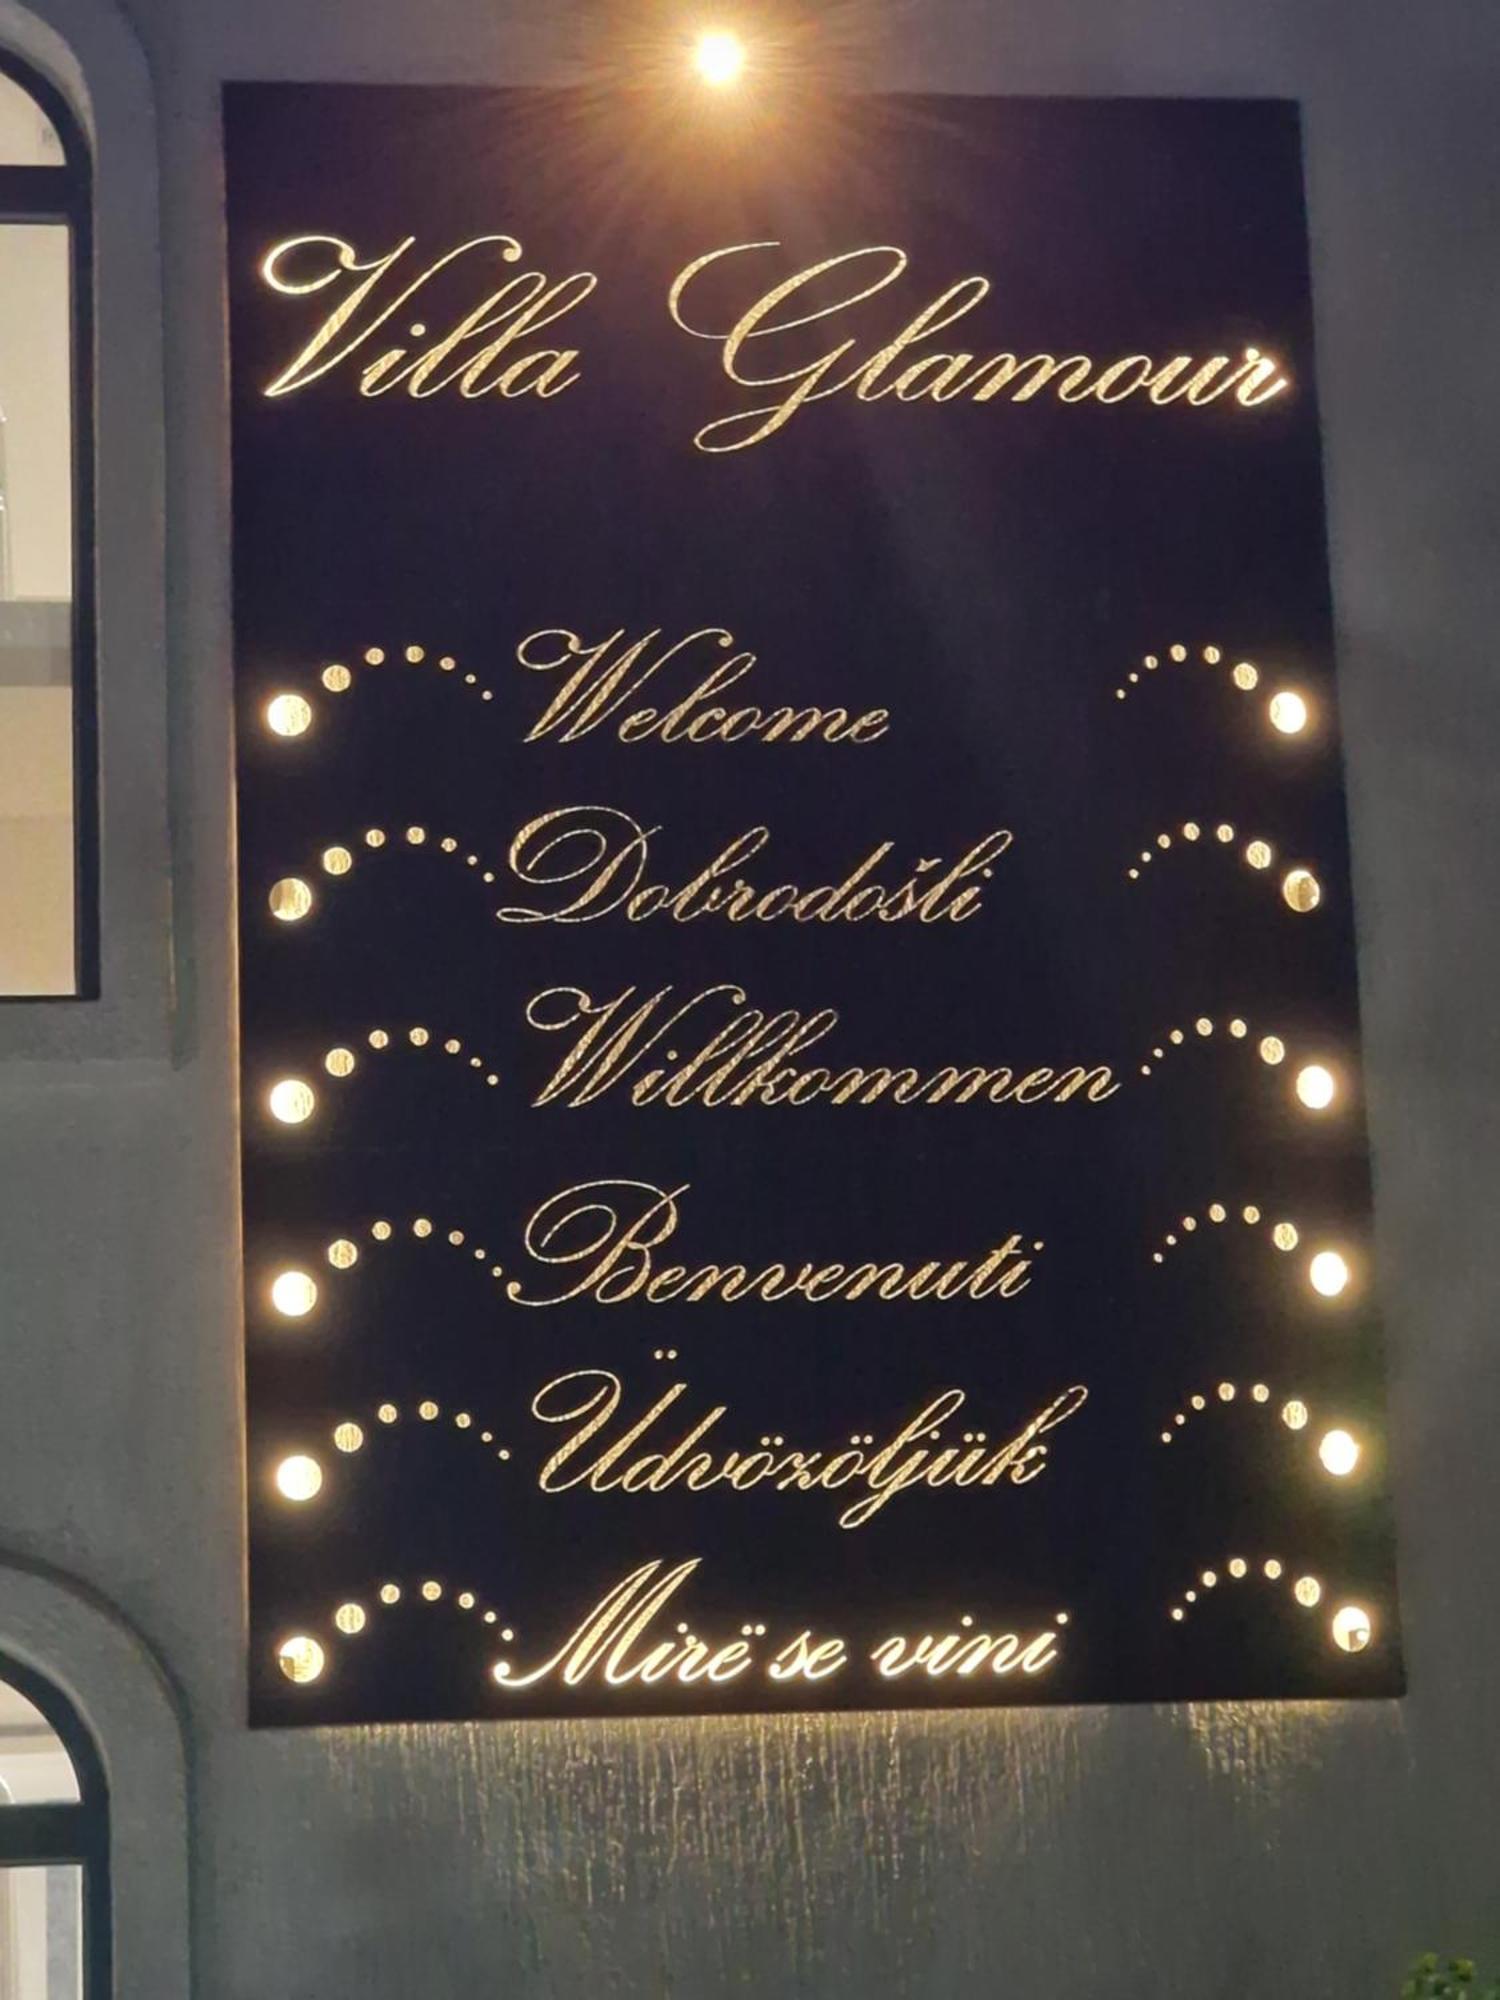 Villa Glamour
Welcome
Dobrodošli
Willkommen
Benvenuti
Üdvözöljük
Mirë se vini